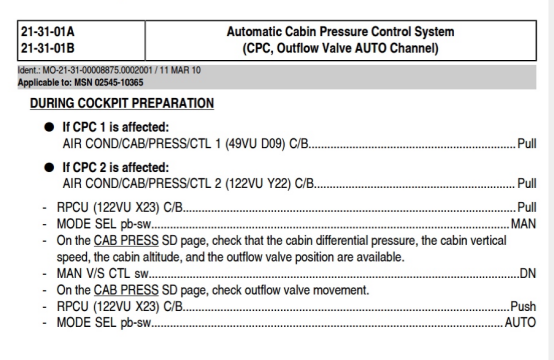 21-31-01A
21-31-01B
Automatic Cabin Pressure Control System
(CPC, Outflow Valve AUTO Channel)
Ident.: MO-21-31-00008875.0002001 / 11 MAR 10
Applicable to: MSN 02545-10365
DURING COCKPIT PREPARATION
● If CPC 1 is affected:
AIR COND/CAB/PRESS/CTL 1 (49VU D09) C/B.......................................................Pull
● If CPC 2 is affected:
AIR COND/CAB/PRESS/CTL 2 (122VU Y22) C/B.....................................................Pull
- RPCU (122VU X23) C/B.......................................................................................Pull
- MODE SEL pb-sw...............................................................................................MAN
- On the CAB PRESS SD page, check that the cabin differential pressure, the cabin vertical
speed, the cabin altitude, and the outflow valve position are available.
- MAN V/S CTL sw..................................................................................................DN
- On the CAB PRESS SD page, check outflow valve movement.
- RPCU (122VU X23) C/B.....................................................................................Push
- MODE SEL pb-sw.............................................................................................AUTO